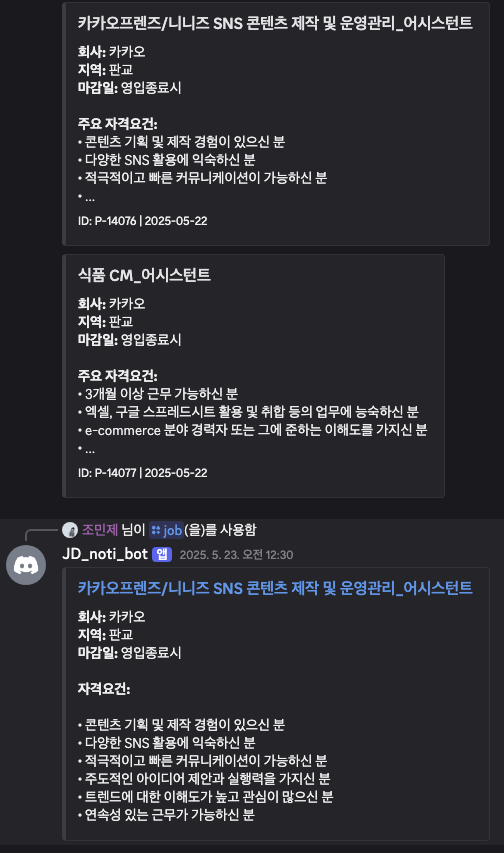 카카오프렌즈/니니즈 SNS 콘텐츠 제작 및 운영관리_어시스턴트
회사: 카카오
지역: 판교
마감일: 영입종료시
주요 자격요건:
• 콘텐츠 기획 및 제작 경험이 있으신 분
• 다양한 SNS 활용에 익숙하신 분
• 적극적이고 빠른 커뮤니케이션이 가능하신 분
• ...
ID: P-14076 | 2025-05-22
식품 CM_어시스턴트
회사: 카카오
지역: 판교
마감일: 영입종료시
주요 자격요건:
• 3개월 이상 근무 가능하신 분
• 엑셀, 구글 스프레드시트 활용 및 취합 등의 업무에 능숙하신 분
• e-commerce 분야 경력자 또는 그에 준하는 이해도를 가지신 분
• ...
ID: P-14077 | 2025-05-22
조민제 님이 job (을)를 사용함
JD_noti_bot 앱 2025. 5. 23. 오전 12:30
카카오프렌즈/니니즈 SNS 콘텐츠 제작 및 운영관리_어시스턴트
회사: 카카오
지역: 판교
마감일: 영입종료시
자격요건:
• 콘텐츠 기획 및 제작 경험이 있으신 분
• 다양한 SNS 활용에 익숙하신 분
• 적극적이고 빠른 커뮤니케이션이 가능하신 분
• 주도적인 아이디어 제안과 실행력을 가지신 분
• 트렌드에 대한 이해도가 높고 관심이 많으신 분
• 연속성 있는 근무가 가능하신 분